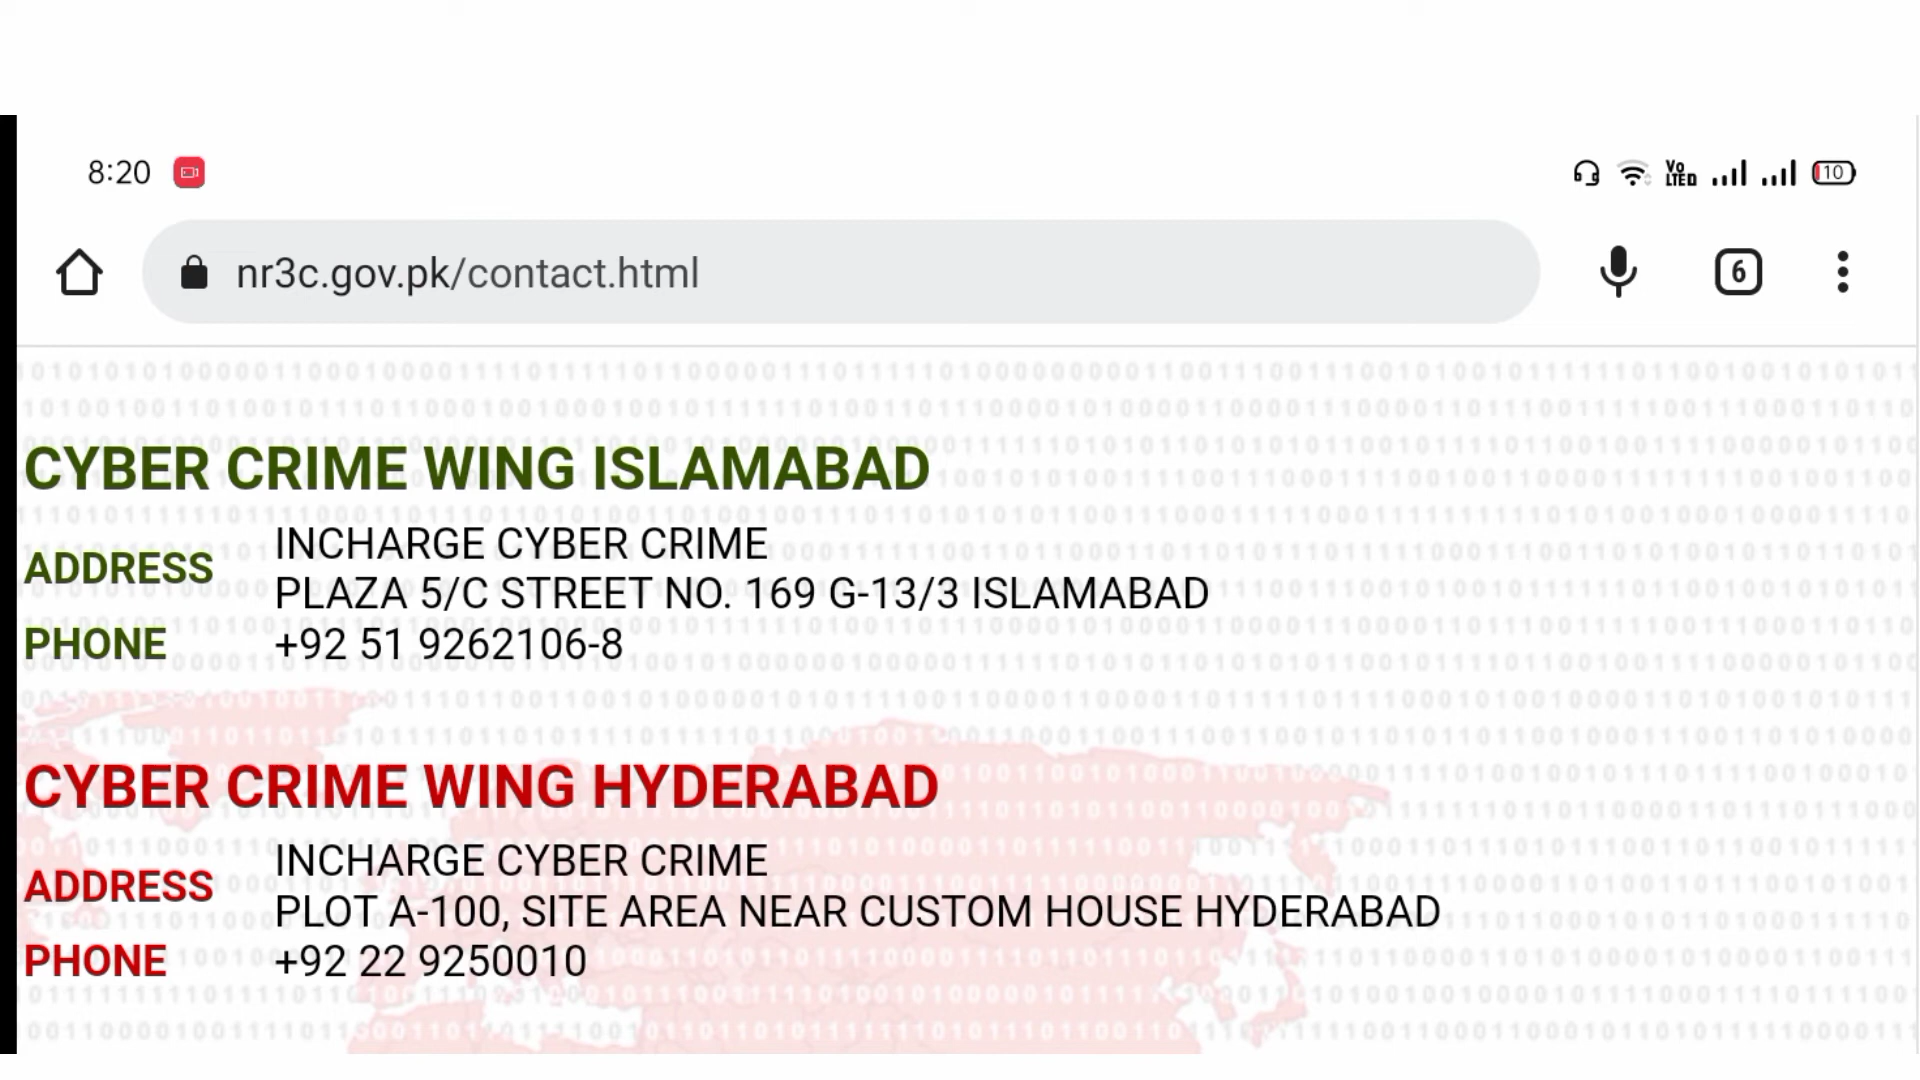 8:20
Vo
LTED
10
nr3c.gov.pk/contact.html
6
CYBER CRIME WING ISLAMABAD
ADDRESS
INCHARGE CYBER CRIME
PLAZA 5/C STREET NO. 169 G-13/3 ISLAMABAD
PHONE
+92 51 9262106-8
CYBER CRIME WING HYDERABAD
ADDRESS
INCHARGE CYBER CRIME
PLOT A-100, SITE AREA NEAR CUSTOM HOUSE HYDERABAD
PHONE
+92 22 9250010